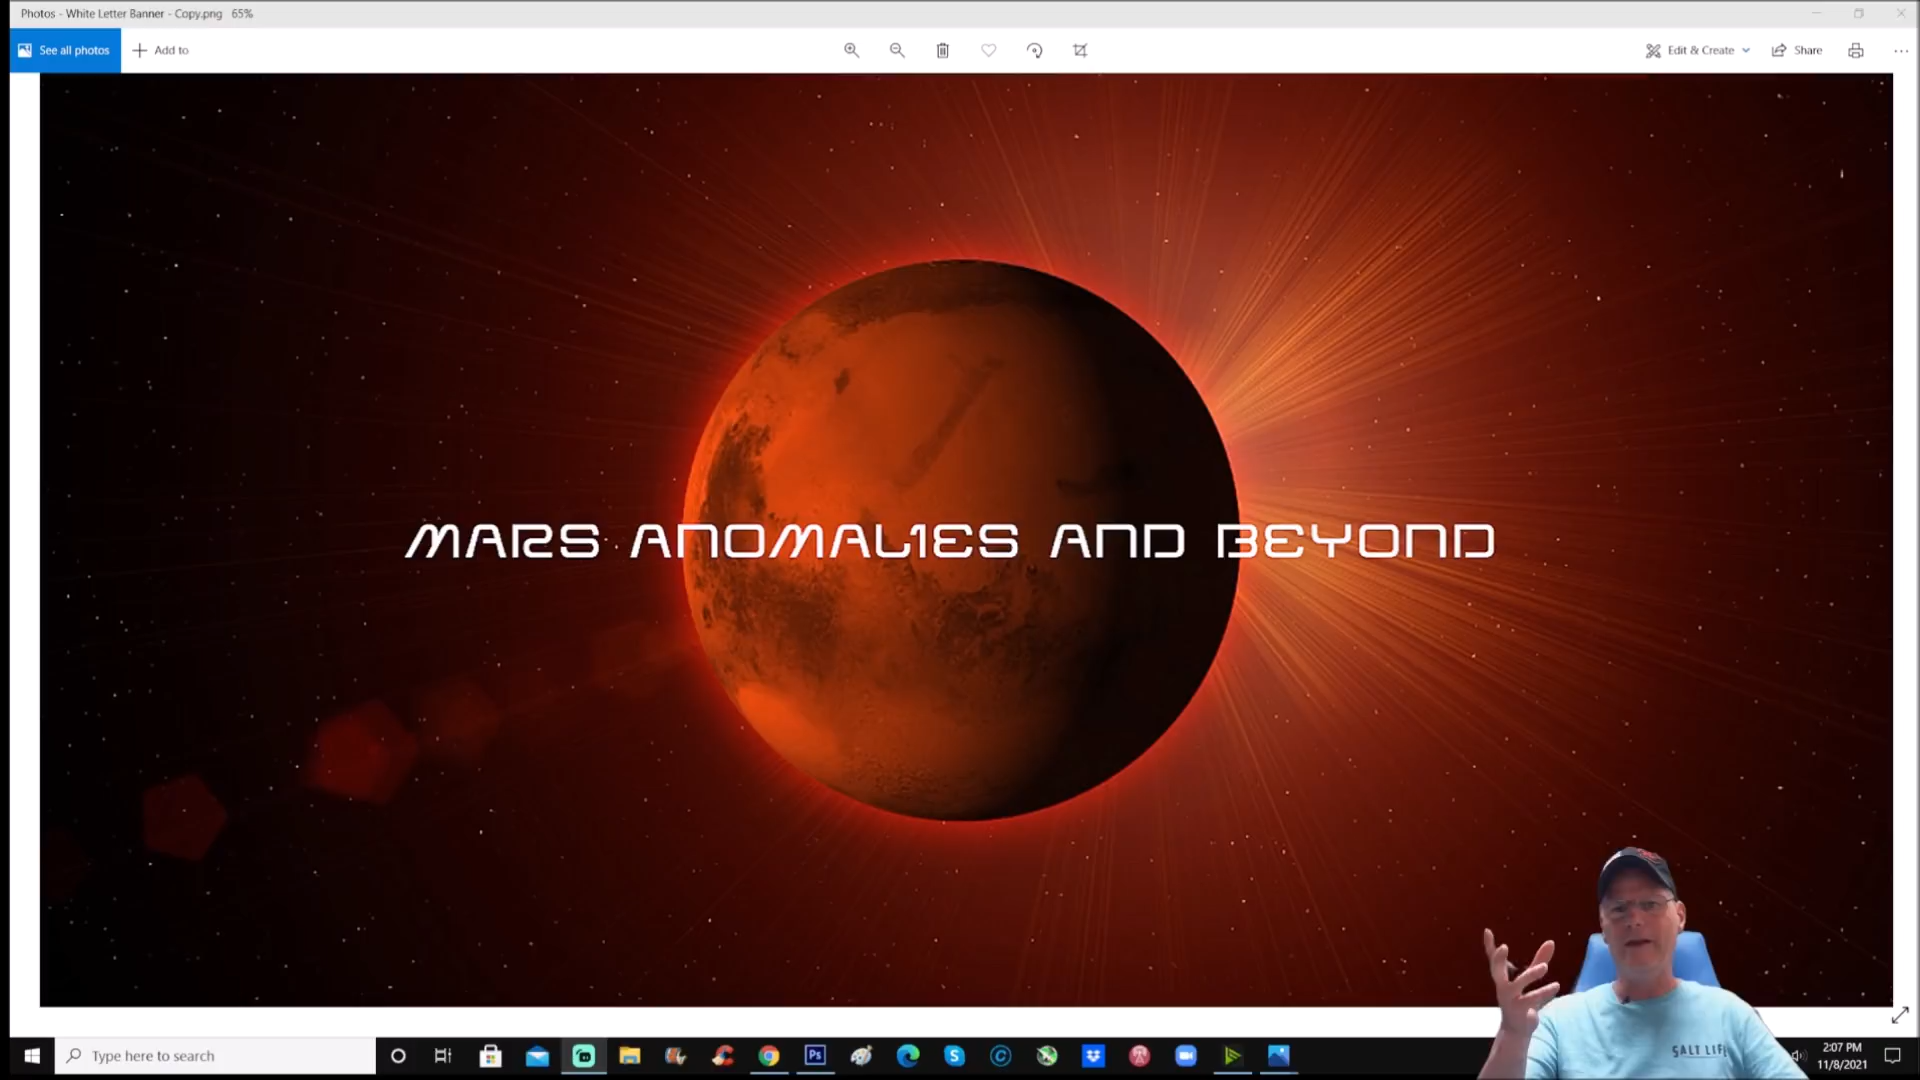 Photos - White Letter Banner - Copy.png 65%
See all photos
Add to
Edit & Create
Share
MARS ANOMALIES AND BEYOND
SALT LIFE
Type here to search
Ps
2:07 PM
11/8/2021